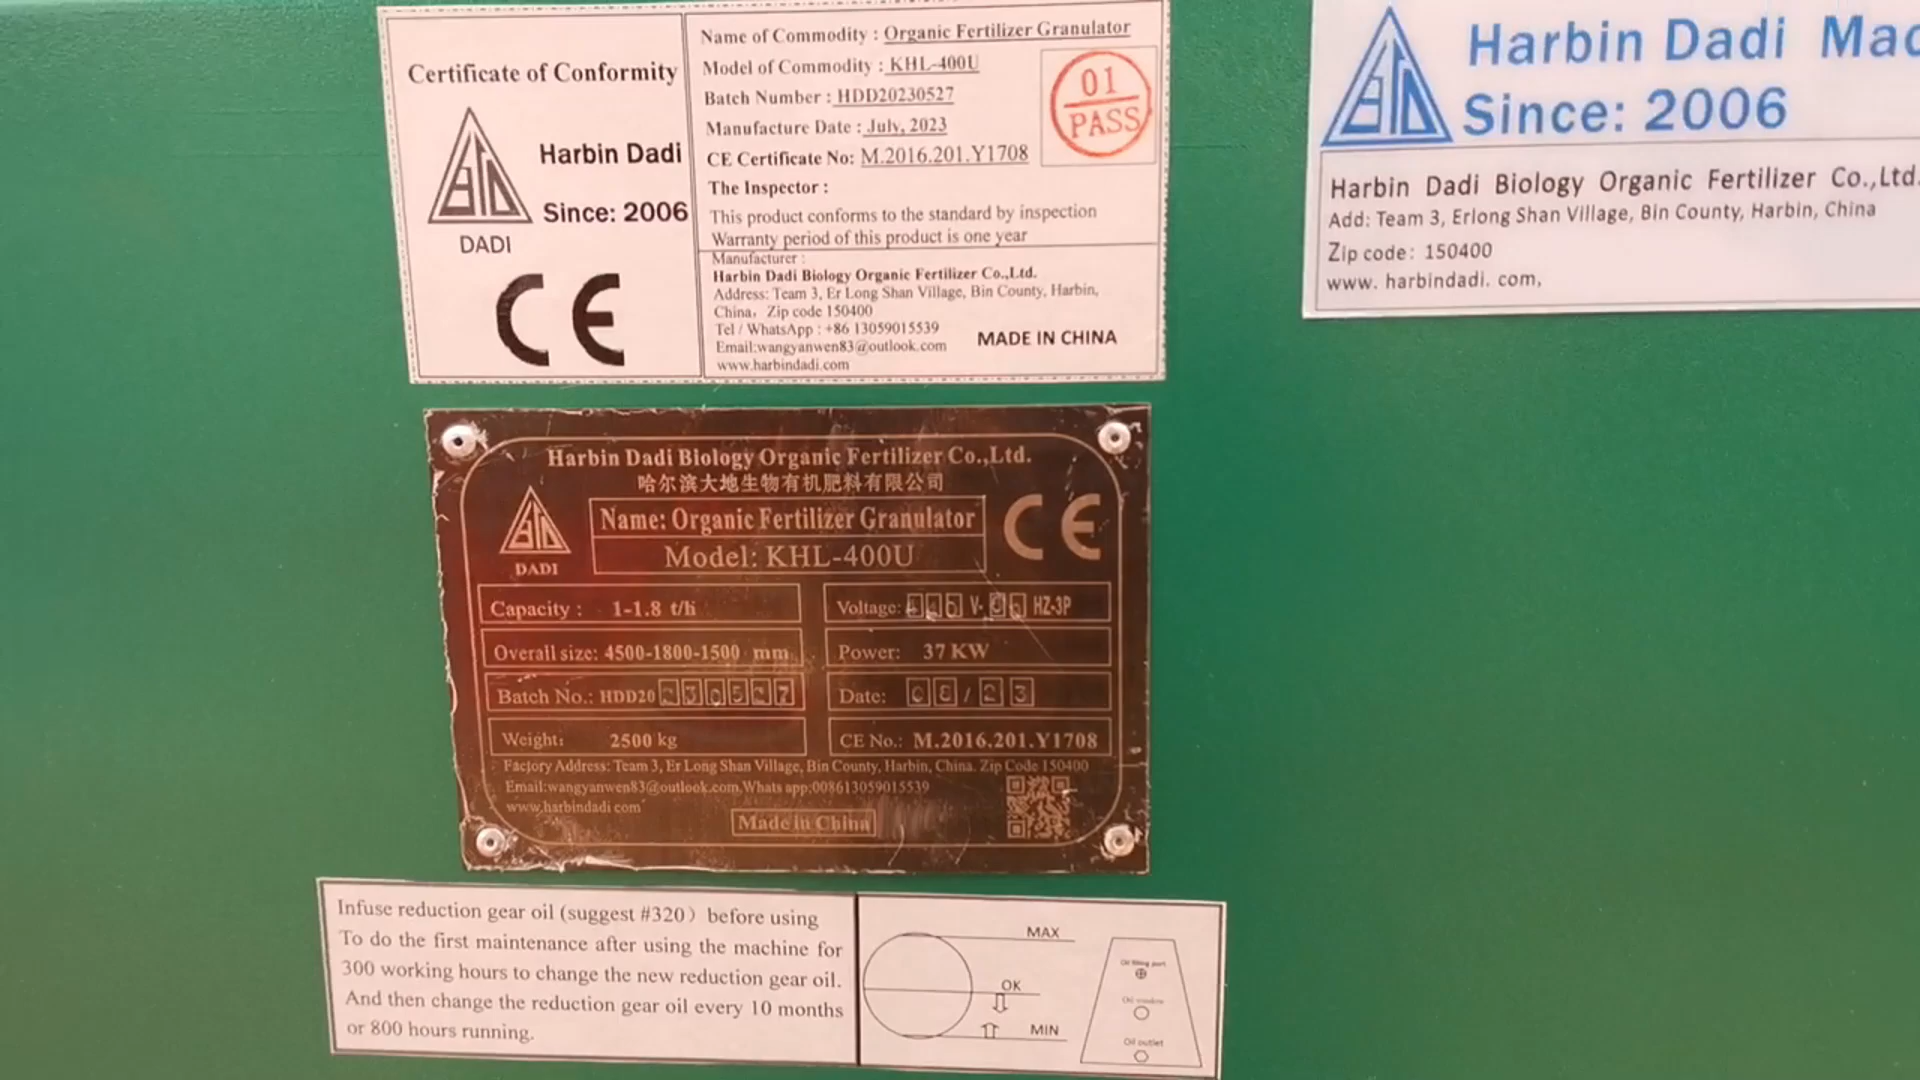 Certificate of Conformity
Harbin Dadi
Since: 2006
DADI
CE
Name of Commodity : Organic Fertilizer Granulator
Model of Commodity : KHL-400U
Batch Number : HDD20230527
Manufacture Date : July, 2023
CE Certificate No: M.2016.201.Y1708
The Inspector :
01
PASS
This product conforms to the standard by inspection
Warranty period of this product is one year
Manufacturer :
Harbin Dadi Biology Organic Fertilizer Co.,Ltd.
Address: Team 3, Er Long Shan Village, Bin County, Harbin,
China, Zip code 150400
Tel / WhatsApp : +86 13059015539
Email:wangyanwen83@outlook.com
www.harbindadi.com
MADE IN CHINA
Harbin Dadi
Since: 2006
Harbin Dadi Biology Organic Fertilizer Co.,Ltd.
Add: Team 3, Erlong Shan Village, Bin County, Harbin, China
Zip code: 150400
www. harbindadi. com,
Harbin Dadi Biology Organic Fertilizer Co.,Ltd.
哈尔滨大地生物有机肥料有限公司
DADI
Name: Organic Fertilizer Granulator
Model: KHL-400U
CE
Capacity : 1-1.8 t/h
Voltage: V- HZ-3P
Overall size: 4500-1800-1500 mm
Power: 37 KW
Batch No.: HDD20230527
Date: 08/23
Weight: 2500 kg
CE No.: M.2016.201.Y1708
Factory Address: Team 3, Er Long Shan Village, Bin County, Harbin, China. Zip Code 150400
Email:wangyanwen83@outlook.com,Whats app:008613059015539
www.harbindadi.com
Made in China
Infuse reduction gear oil (suggest #320) before using
To do the first maintenance after using the machine for
300 working hours to change the new reduction gear oil.
And then change the reduction gear oil every 10 months
or 800 hours running.
MAX
OK
MIN
Oil filling port
Oil window
Oil outlet